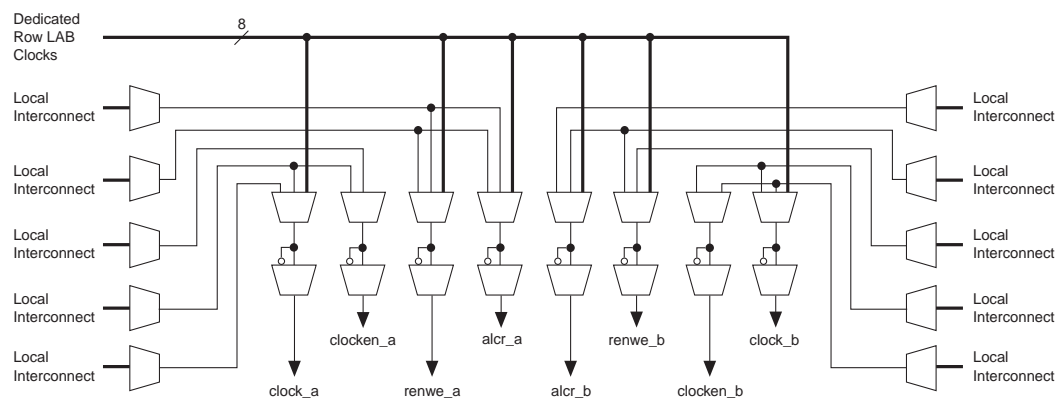 Dedicated
Row LAB
Clocks
8
Local
Interconnect
Local
Interconnect
Local
Interconnect
Local
Interconnect
Local
Interconnect
Local
Interconnect
Local
Interconnect
Local
Interconnect
Local
Interconnect
Local
Interconnect
clocken_a
alcr_a
renwe_b
clock_b
clock_a
renwe_a
alcr_b
clocken_b